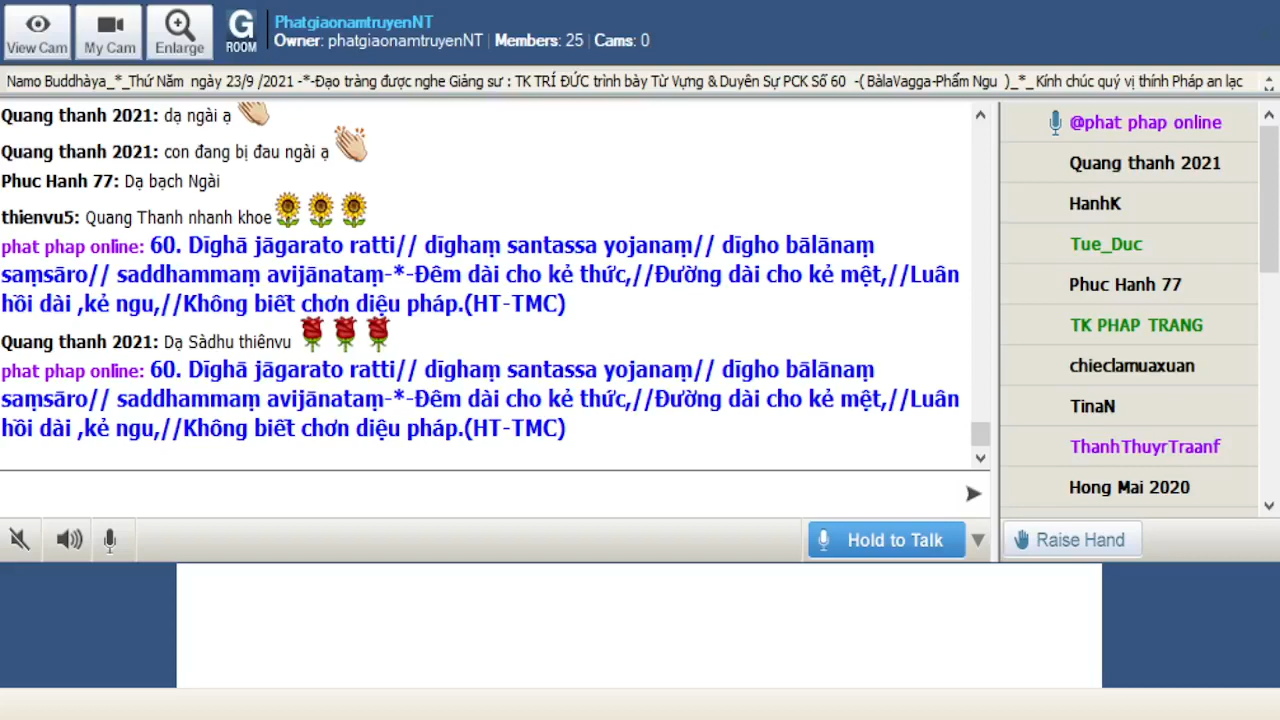 View Cam
My Cam
Enlarge
G
ROOM
PhatgiaonamtruyenNT
Owner: phatgiaonamtruyenNT | Members: 25 | Cams: 0
Namo Buddhàya_*_Thứ Năm ngày 23/9 /2021 -*-Đạo tràng được nghe Giảng sư : TK TRÍ ĐỨC trình bày Từ Vựng & Duyên Sự PCK Số 60 -( BàlaVagga-Phẩm Ngu )_*_ Kính chúc quý vị thính Pháp an lạc
Quang thanh 2021: dạ ngài ạ
Quang thanh 2021: con đang bị đau ngài ạ
Phuc Hanh 77: Dạ bạch Ngài
thienvu5: Quang Thanh nhanh khoe
phat phap online: 60. Dīghā jāgarato ratti// dīghaṃ santassa yojanaṃ// dīgho bālānaṃ
saṃsāro// saddhammaṃ avijānataṃ-*-Đêm dài cho kẻ thức,//Đường dài cho kẻ mệt,//Luân
hồi dài ,kẻ ngu,//Không biết chơn diệu pháp.(HT-TMC)
Quang thanh 2021: Dạ Sàdhu thiênvu
phat phap online: 60. Dīghā jāgarato ratti// dīghaṃ santassa yojanaṃ// dīgho bālānaṃ
saṃsāro// saddhammaṃ avijānataṃ-*-Đêm dài cho kẻ thức,//Đường dài cho kẻ mệt,//Luân
hồi dài ,kẻ ngu,//Không biết chơn diệu pháp.(HT-TMC)
@phat phap online
Quang thanh 2021
HanhK
Tue_Duc
Phuc Hanh 77
TK PHAP TRANG
chieclamuaxuan
TinaN
ThanhThuyrTraanf
Hong Mai 2020
Hold to Talk
Raise Hand